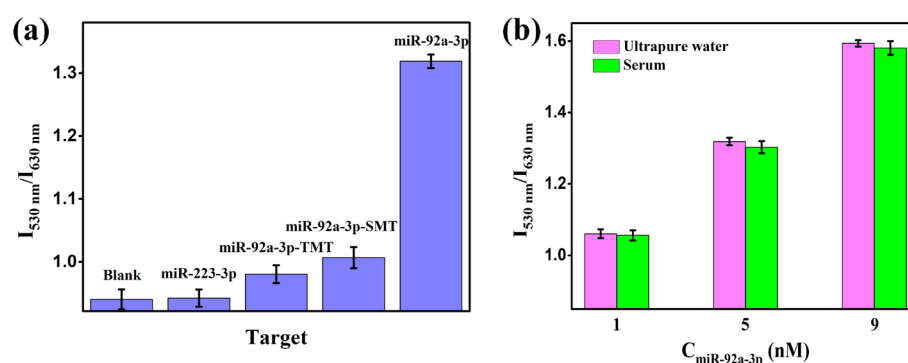 (a)
I530 nm/I630 nm
1.3
1.2
1.1
1.0
Blank
miR-223-3p
miR-92a-3p-TMT
miR-92a-3p-SMT
miR-92a-3p
Target
(b)
I530 nm/I630 nm
1.6
1.4
1.2
1.0
Ultrapure water
Serum
1 5 9
CmiR-92a-3p (nM)